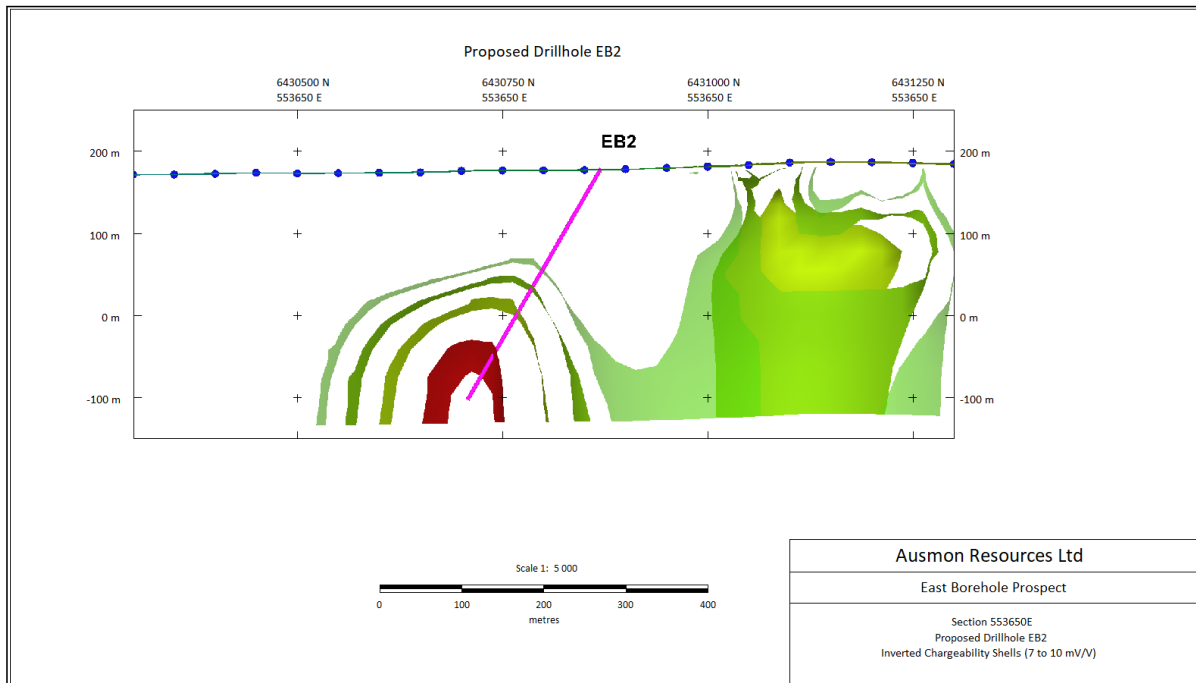 Proposed Drillhole EB2
6430500 N 6430750 N 6431000 N 6431250 N
553650 E 553650 E 553650 E 553650 E
EB2
200 m 200 m
100 m 100 m
0 m 0 m
-100 m -100 m
Scale 1: 5 000
0 100 200 300 400
metres
Ausmon Resources Ltd
East Borehole Prospect
Section 553650E
Proposed Drillhole EB2
Inverted Chargeability Shells (7 to 10 mV/V)